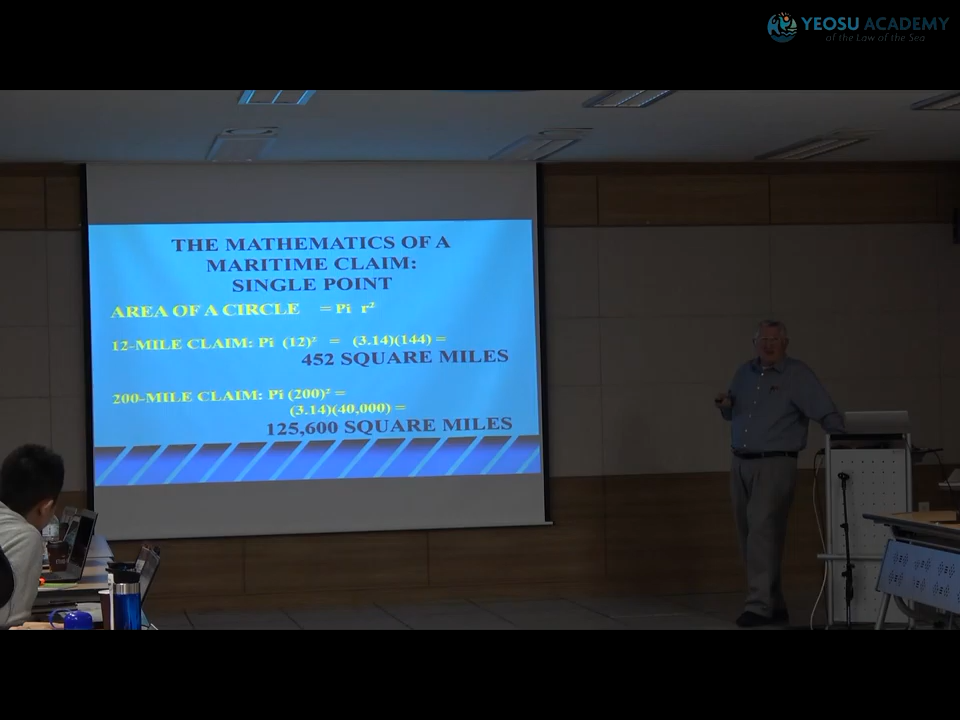 YEOSU ACADEMY
of the Law of the Sea
THE MATHEMATICS OF A
MARITIME CLAIM:
SINGLE POINT
AREA OF A CIRCLE = Pi r²
12-MILE CLAIM: Pi (12)² = (3.14)(144) =
452 SQUARE MILES
200-MILE CLAIM: Pi (200)² =
(3.14)(40,000) =
125,600 SQUARE MILES